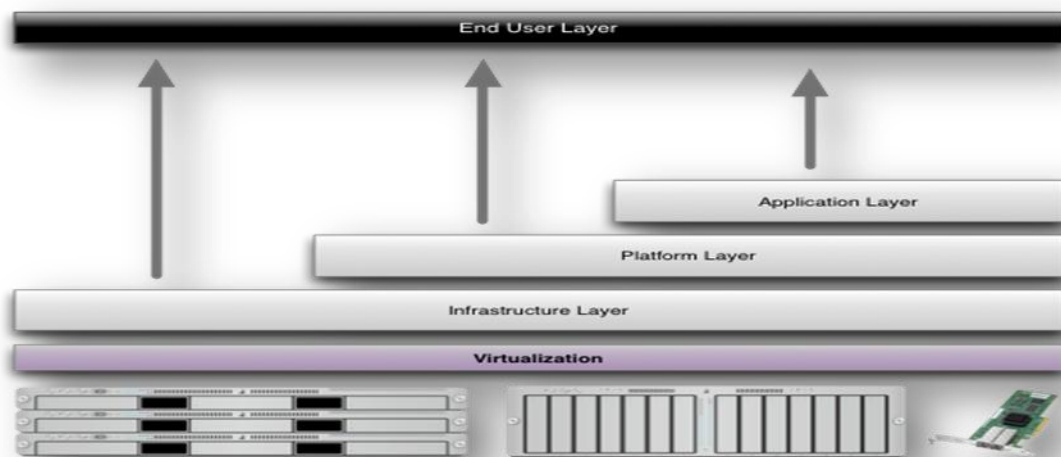 End User Layer
Application Layer
Platform Layer
Infrastructure Layer
Virtualization